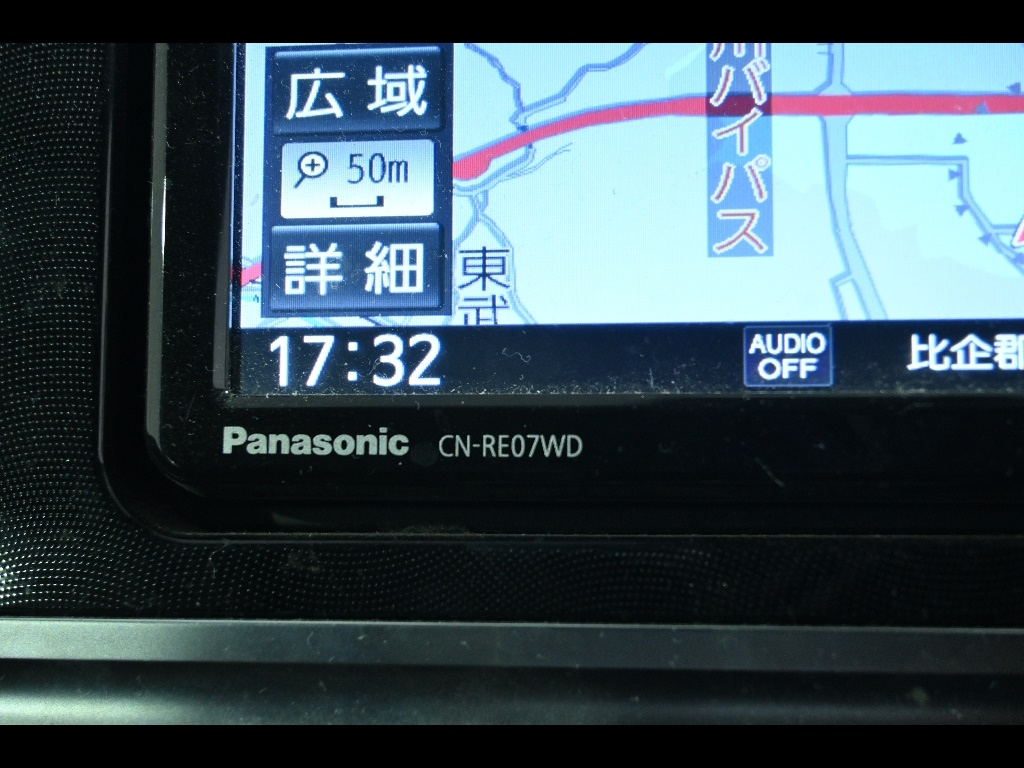 広域
50m
詳細
バイパス
東武
17:32
AUDIO
OFF
比企郡
Panasonic CN-RE07WD